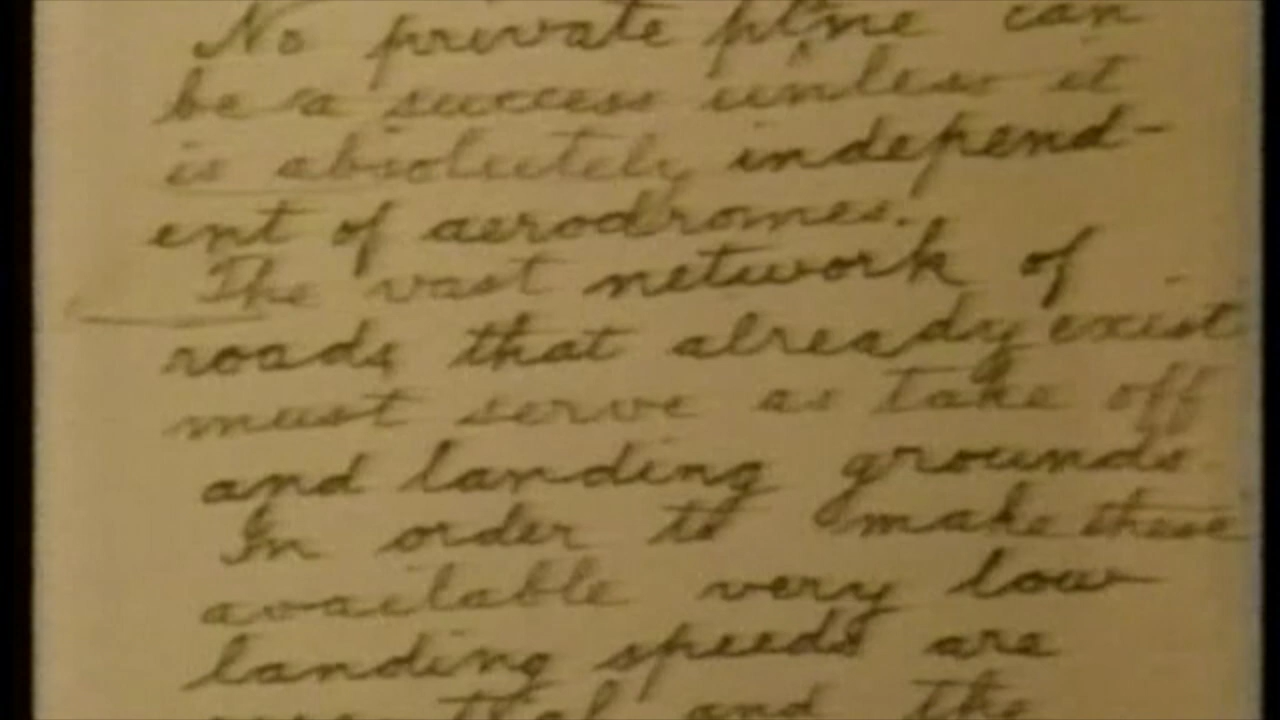 No private plane can
be a success unless it
is absolutely independ-
ent of aerodromes.
The vast network of
roads that already exist
must serve as take off
and landing grounds.
In order to make these
available very low
landing speeds are
and the